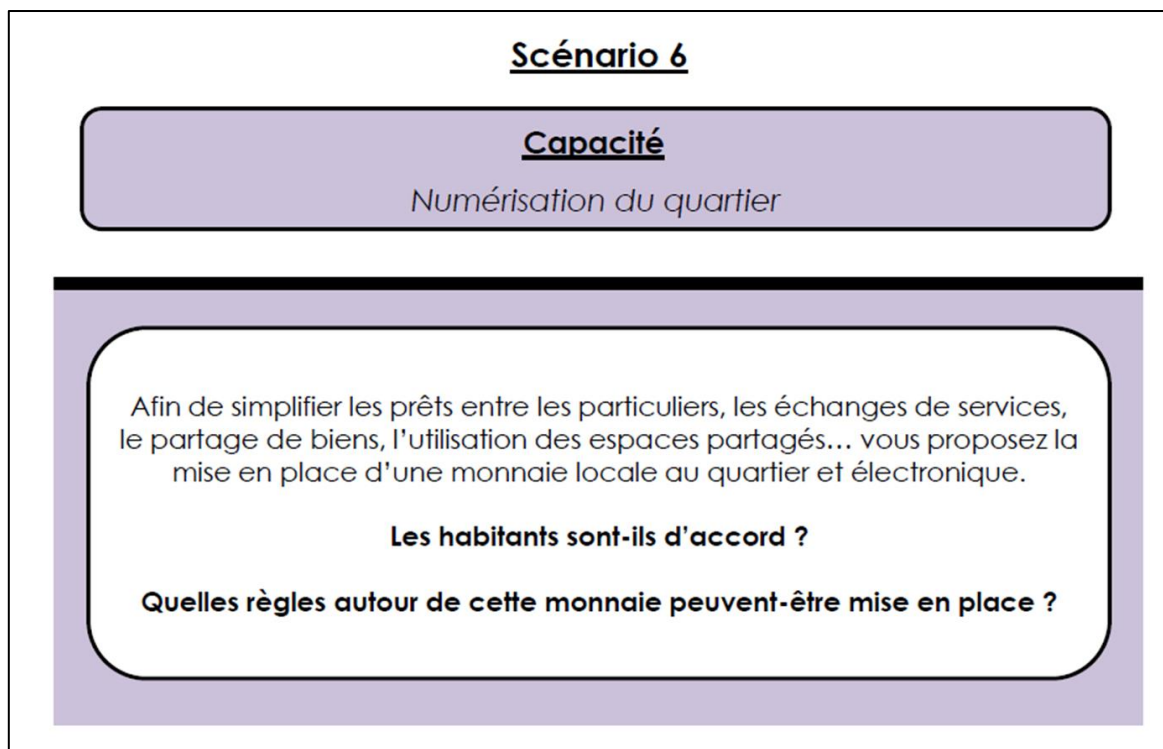 Scénario 6
Capacité
Numérisation du quartier
Afin de simplifier les prêts entre les particuliers, les échanges de services,
le partage de biens, l'utilisation des espaces partagés... vous proposez la
mise en place d'une monnaie locale au quartier et électronique.
Les habitants sont-ils d'accord ?
Quelles règles autour de cette monnaie peuvent-être mise en place ?